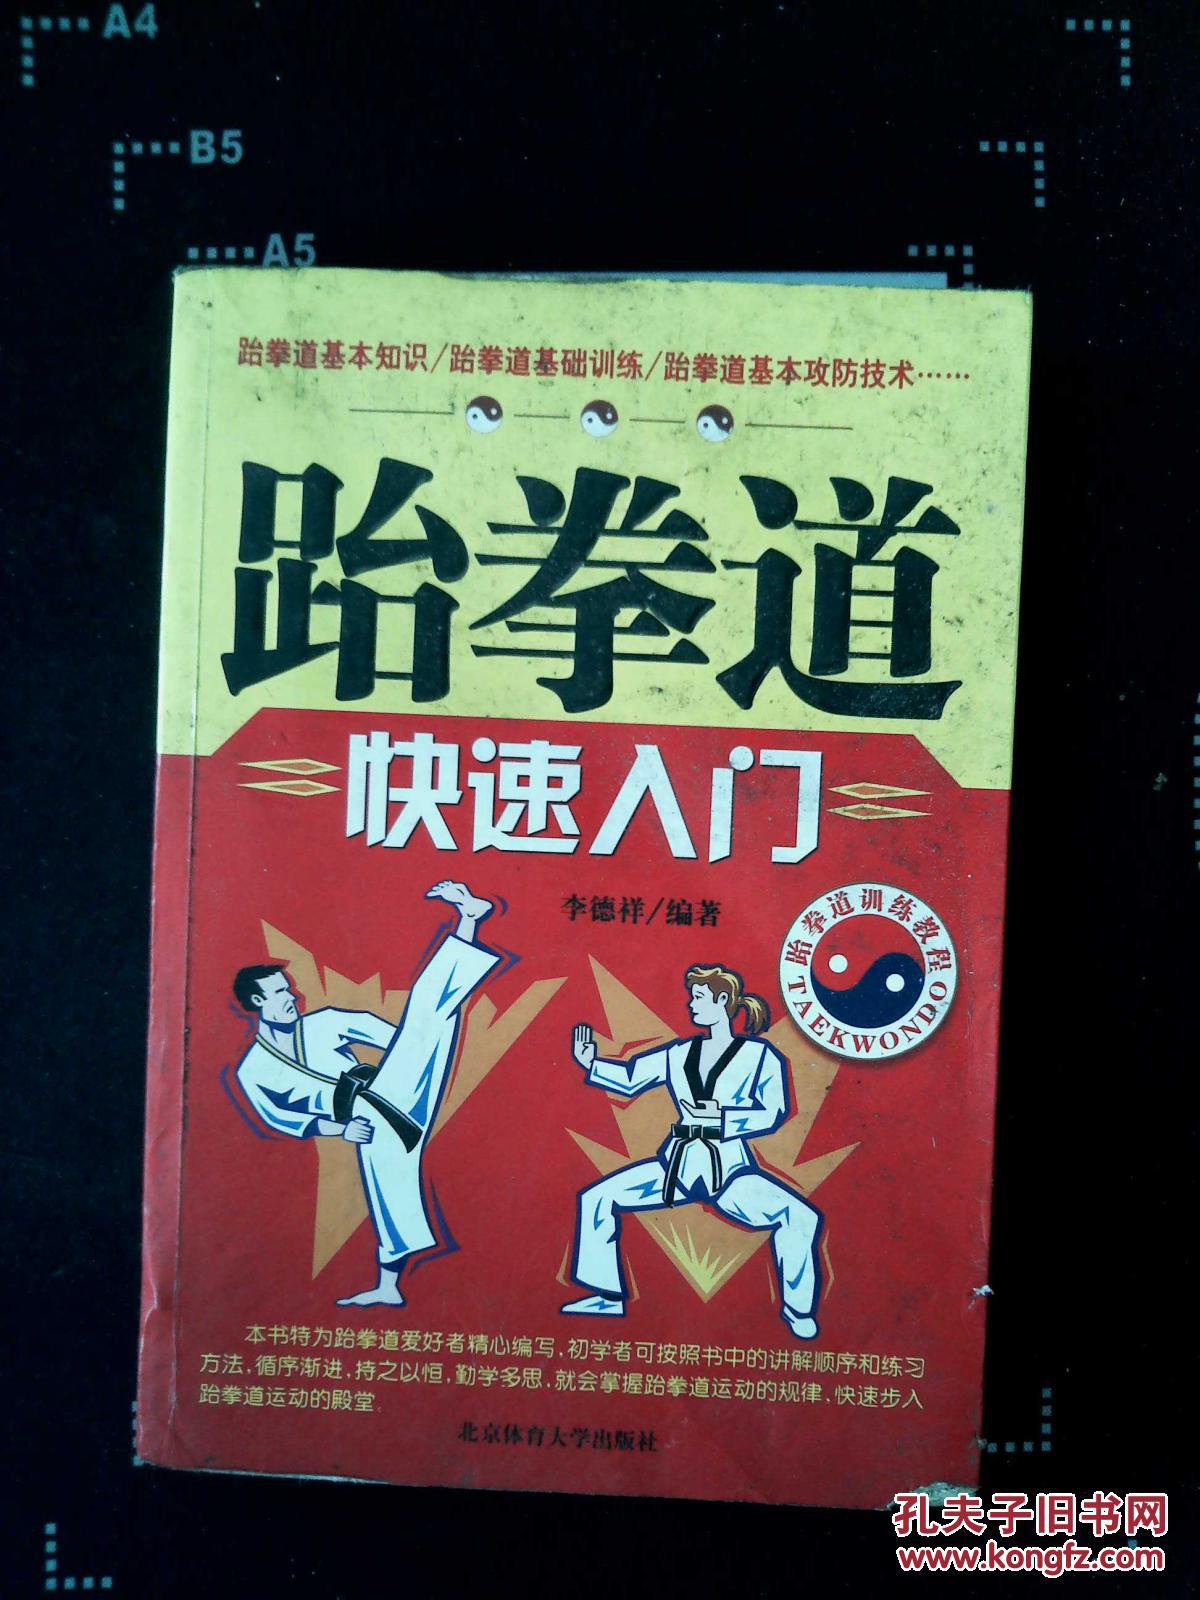 A4
B5
A5
跆拳道基本知识/跆拳道基础训练/跆拳道基本攻防技术……
跆拳道
快速入门
李德祥/编著
跆拳道训练教程
TAEKWONDO
本书特为跆拳道爱好者精心编写,初学者可按照书中的讲解顺序和练习
方法,循序渐进,持之以恒,勤学多思,就会掌握跆拳道运动的规律,快速步入
跆拳道运动的殿堂.
北京体育大学出版社
孔夫子旧书网
www.kongfz.com